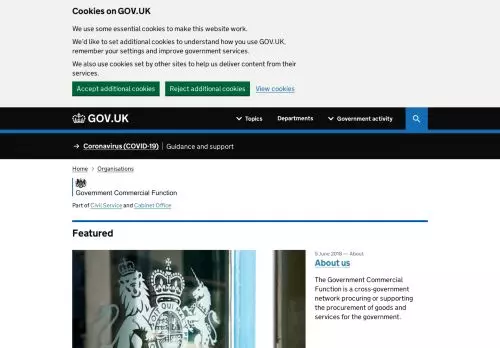 Cookies on GOV.UK
We use some essential cookies to make this website work.
We'd like to set additional cookies to understand how you use GOV.UK,
remember your settings and improve government services.
We also use cookies set by other sites to help us deliver content from their
services.
Accept additional cookies
Reject additional cookies
View cookies
GOV.UK
Topics
Departments
Government activity
→ Coronavirus (COVID-19) | Guidance and support
Home > Organisations
Government Commercial Function
Part of Civil Service and Cabinet Office
Featured
5 June 2019 — About
About us
The Government Commercial
Function is a cross-government
network procuring or supporting
the procurement of goods and
services for the government.